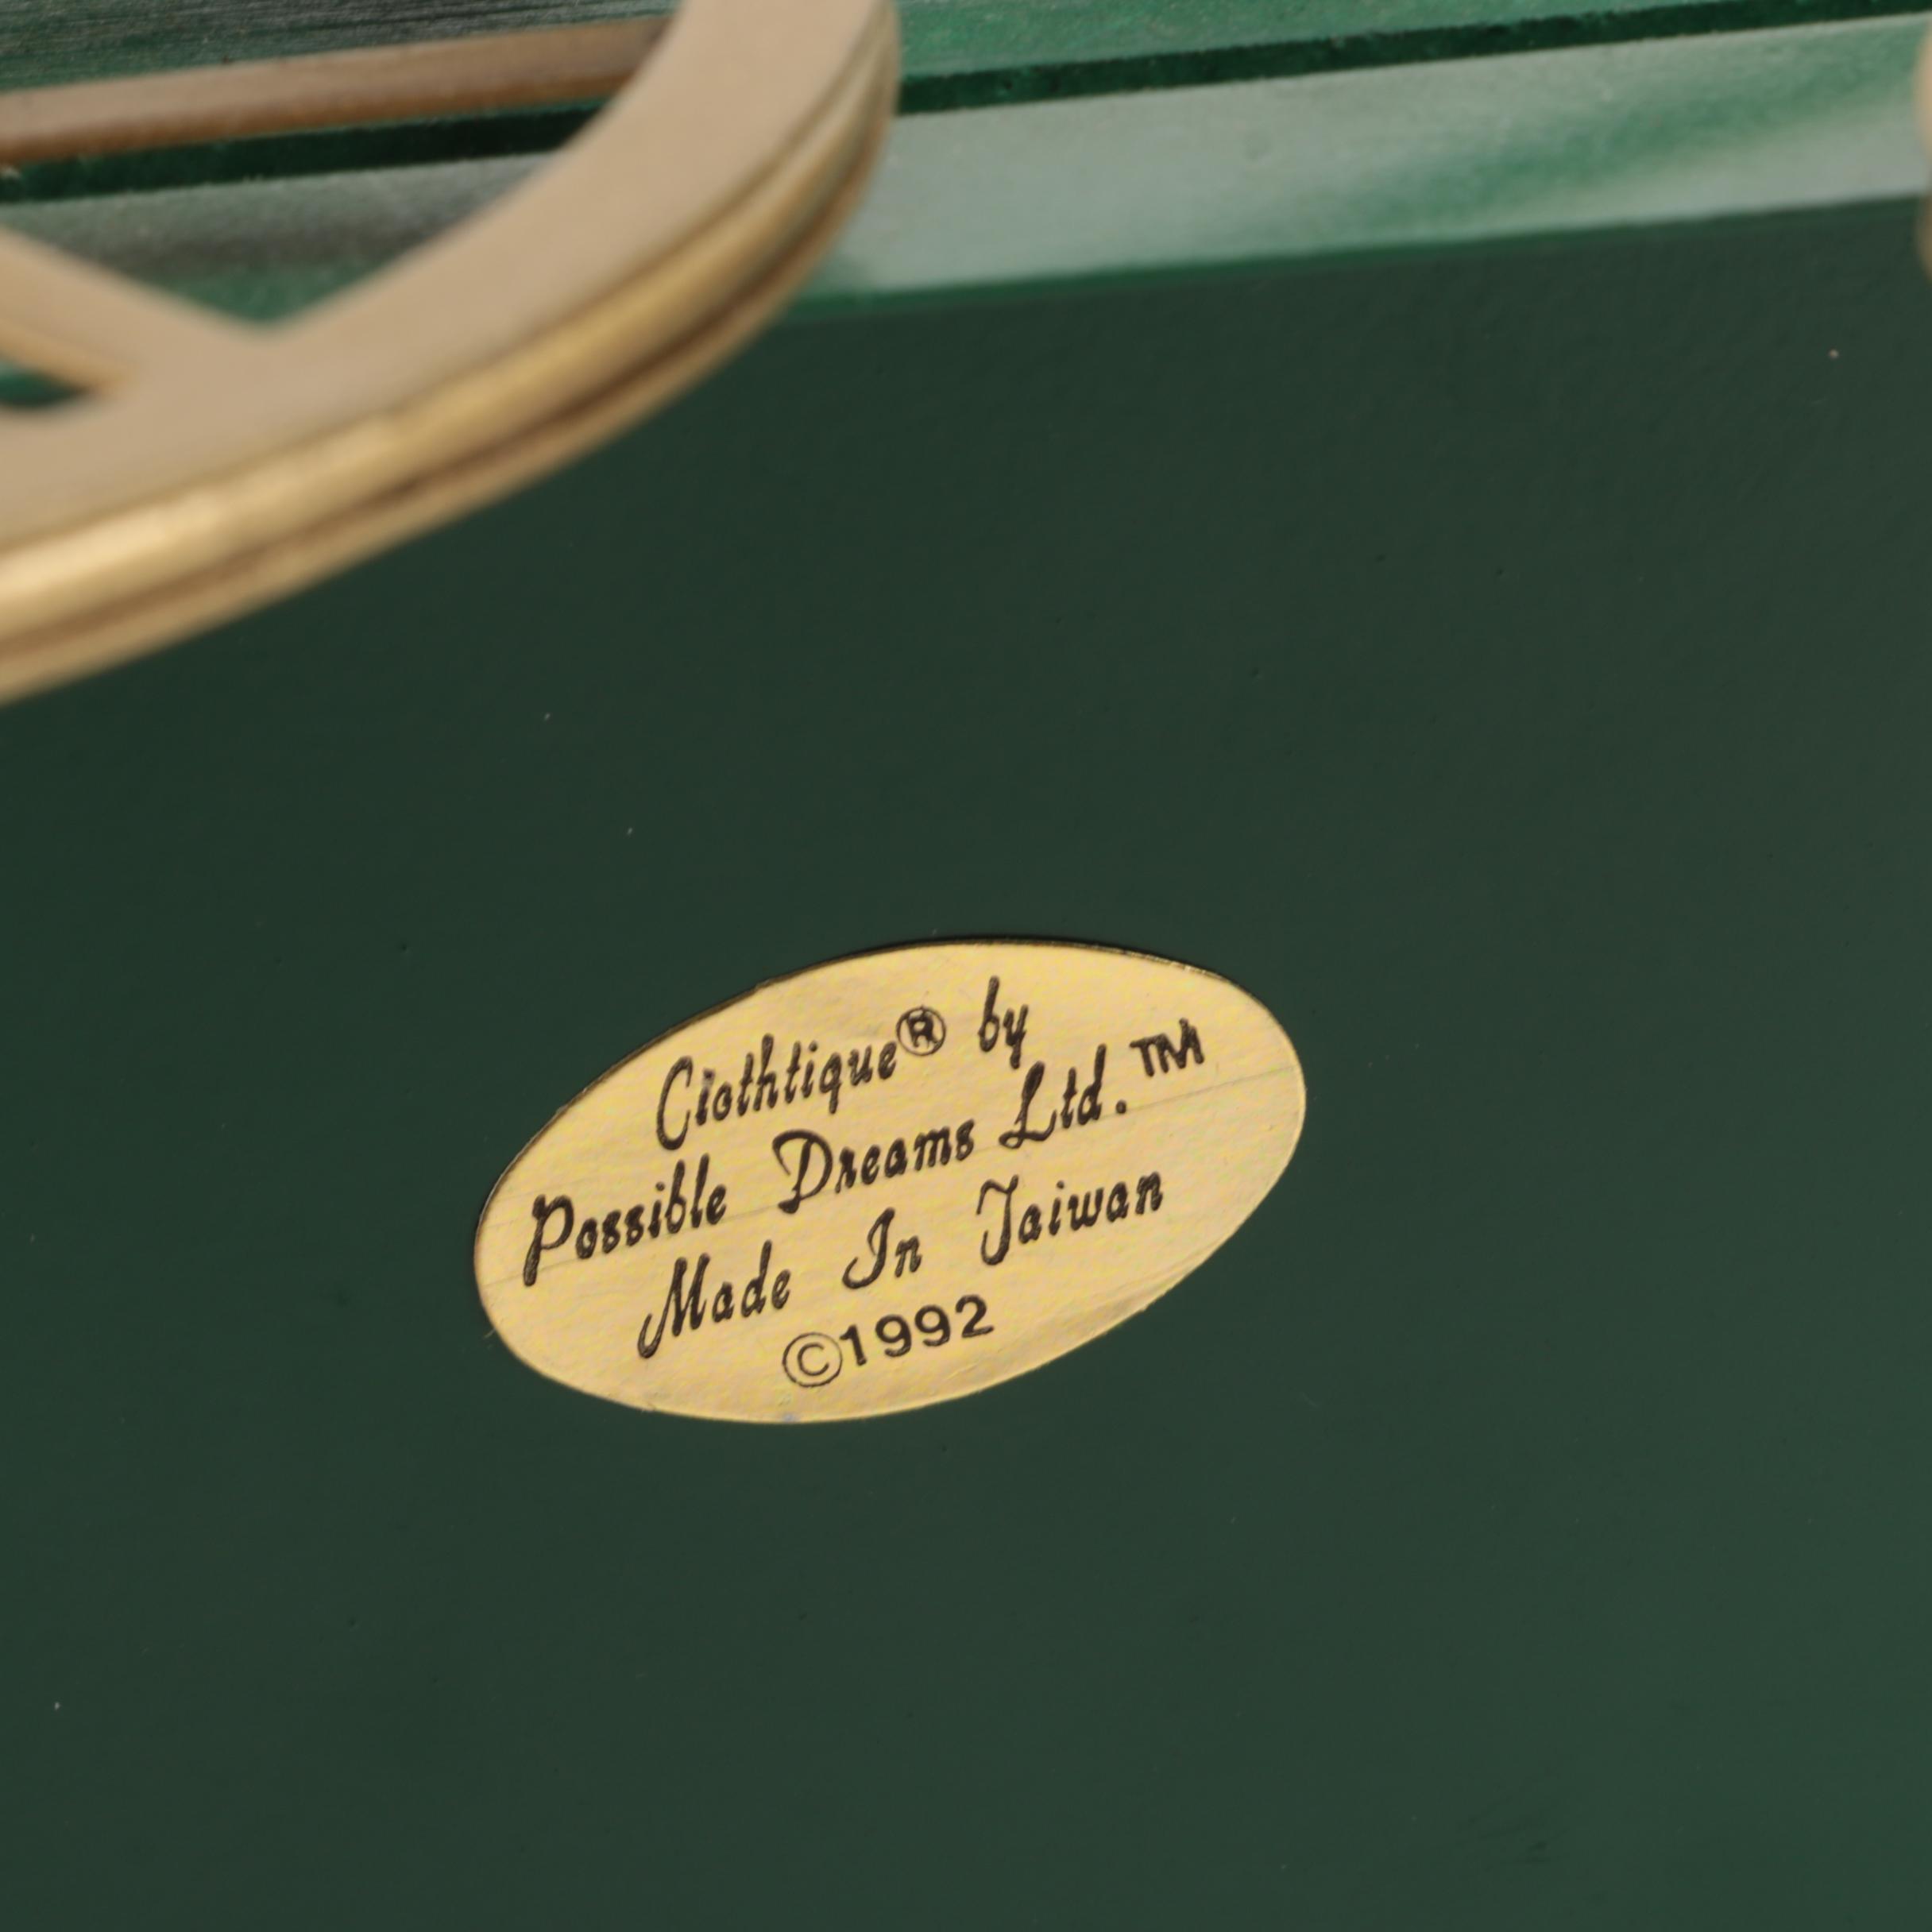 Clothtique® by
Possible Dreams Ltd.™
Made In Taiwan
©1992